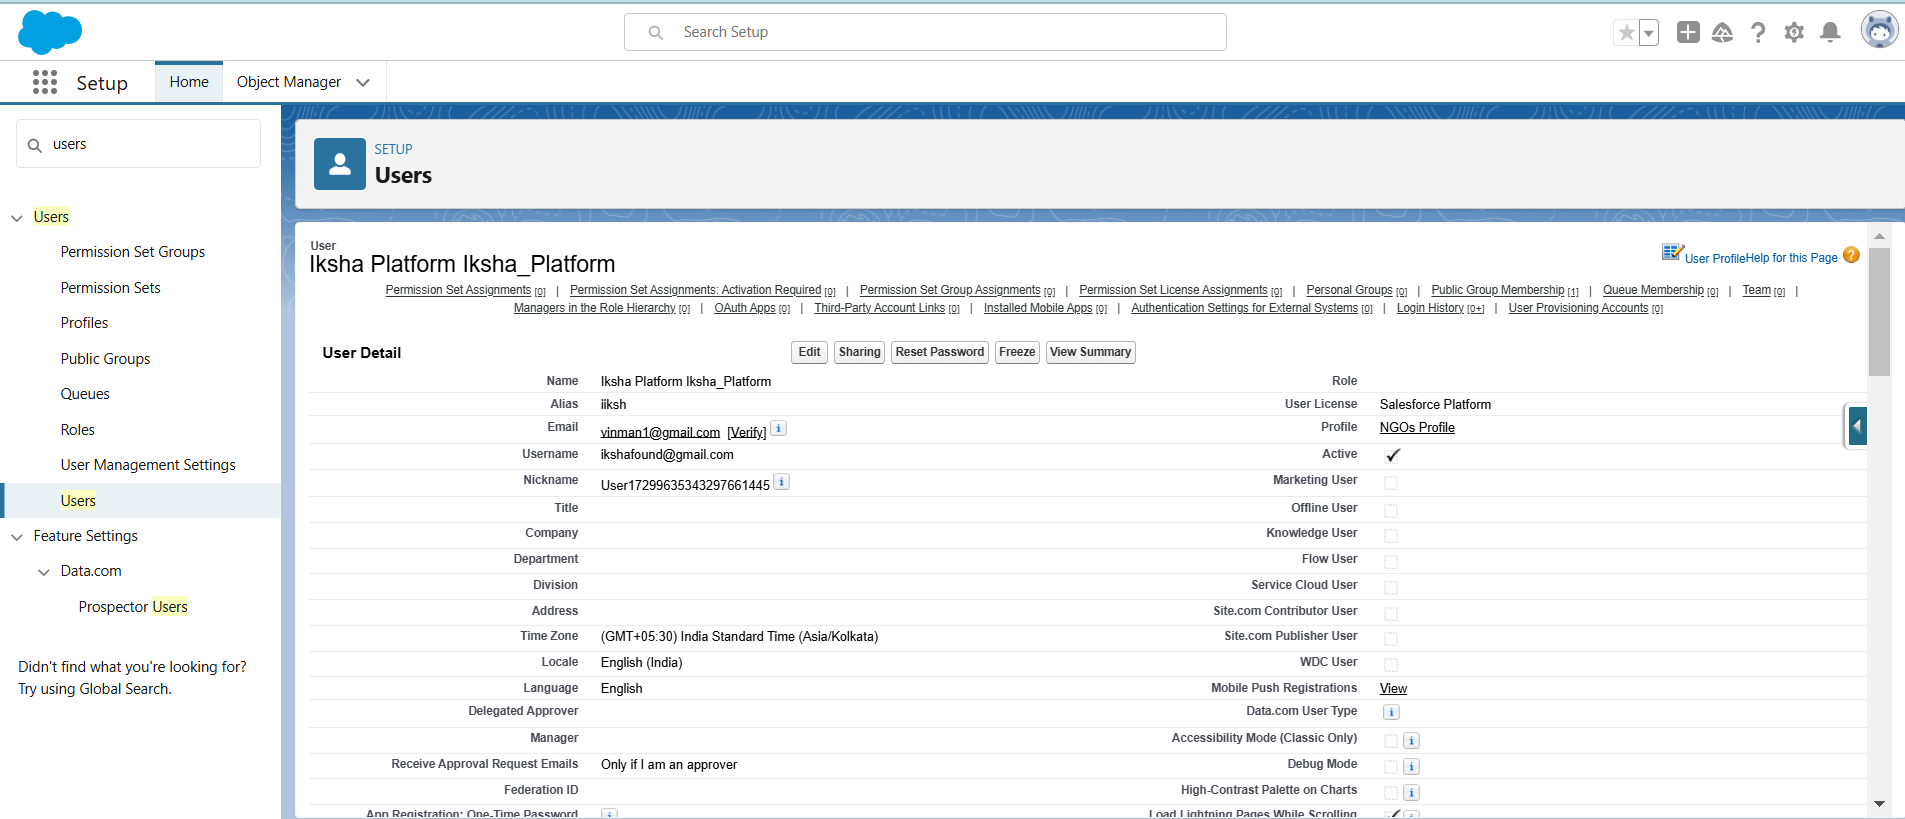 Search Setup
Setup
Home
Object Manager
users
Users
Permission Set Groups
Permission Sets
Profiles
Public Groups
Queues
Roles
User Management Settings
Users
Feature Settings
Data.com
Prospector Users
Didn't find what you're looking for?
Try using Global Search.
SETUP
Users
User
Iksha Platform Iksha_Platform
User Profile Help for this Page
Permission Set Assignments [0] | Permission Set Assignments: Activation Required [0] | Permission Set Group Assignments [0] | Permission Set License Assignments [0] | Personal Groups [0] | Public Group Membership [1] | Queue Membership [0] | Team [0] |
Managers in the Role Hierarchy [0] | OAuth Apps [0] | Third-Party Account Links [0] | Installed Mobile Apps [0] | Authentication Settings for External Systems [0] | Login History [0+] | User Provisioning Accounts [0]
User Detail
Edit Sharing Reset Password Freeze View Summary
Name Iksha Platform Iksha_Platform Role
Alias iiksh User License Salesforce Platform
Email vinman1@gmail.com [Verify] i Profile NGOs Profile
Username ikshafound@gmail.com Active
Nickname User17299635343297661445 i Marketing User
Title Offline User
Company Knowledge User
Department Flow User
Division Service Cloud User
Address Site.com Contributor User
Time Zone (GMT+05:30) India Standard Time (Asia/Kolkata) Site.com Publisher User
Locale English (India) WDC User
Language English Mobile Push Registrations View
Delegated Approver Data.com User Type i
Manager Accessibility Mode (Classic Only) i
Receive Approval Request Emails Only if I am an approver Debug Mode i
Federation ID High-Contrast Palette on Charts i
App Registration: One-Time Password i Load Lightning Pages While Scrolling i